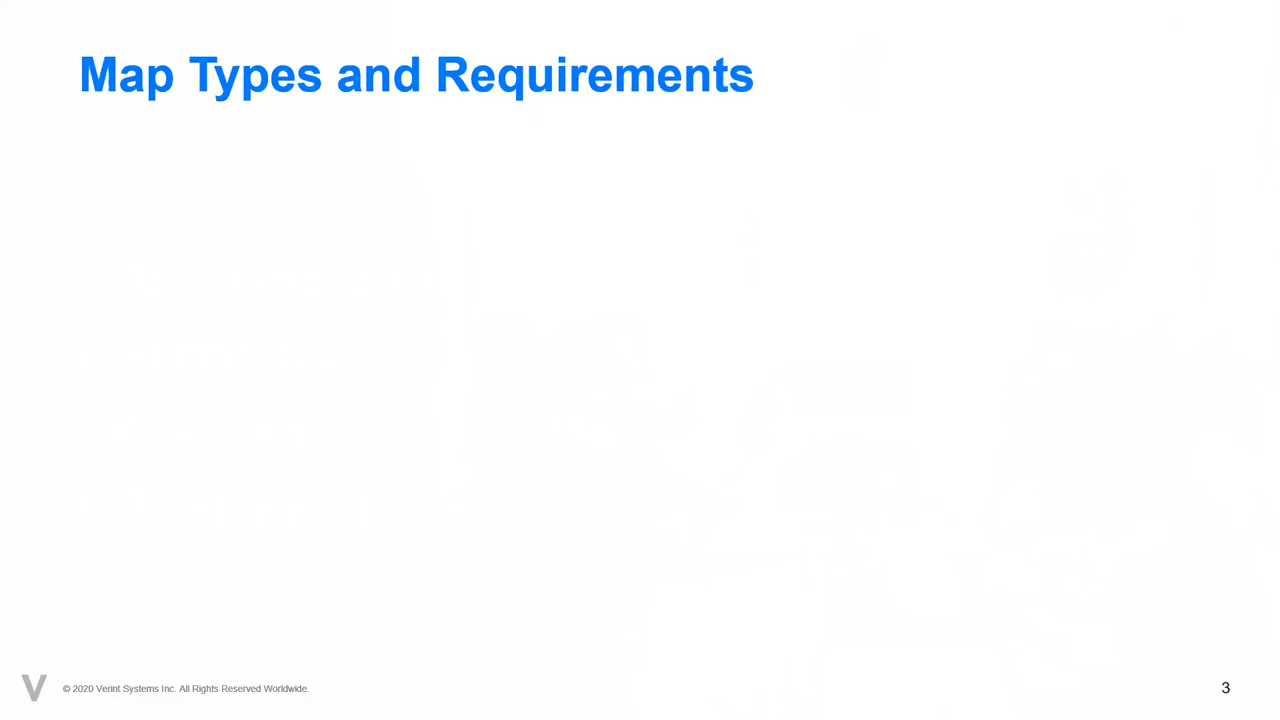 Map Types and Requirements
V © 2020 Verint Systems Inc. All Rights Reserved Worldwide.
3